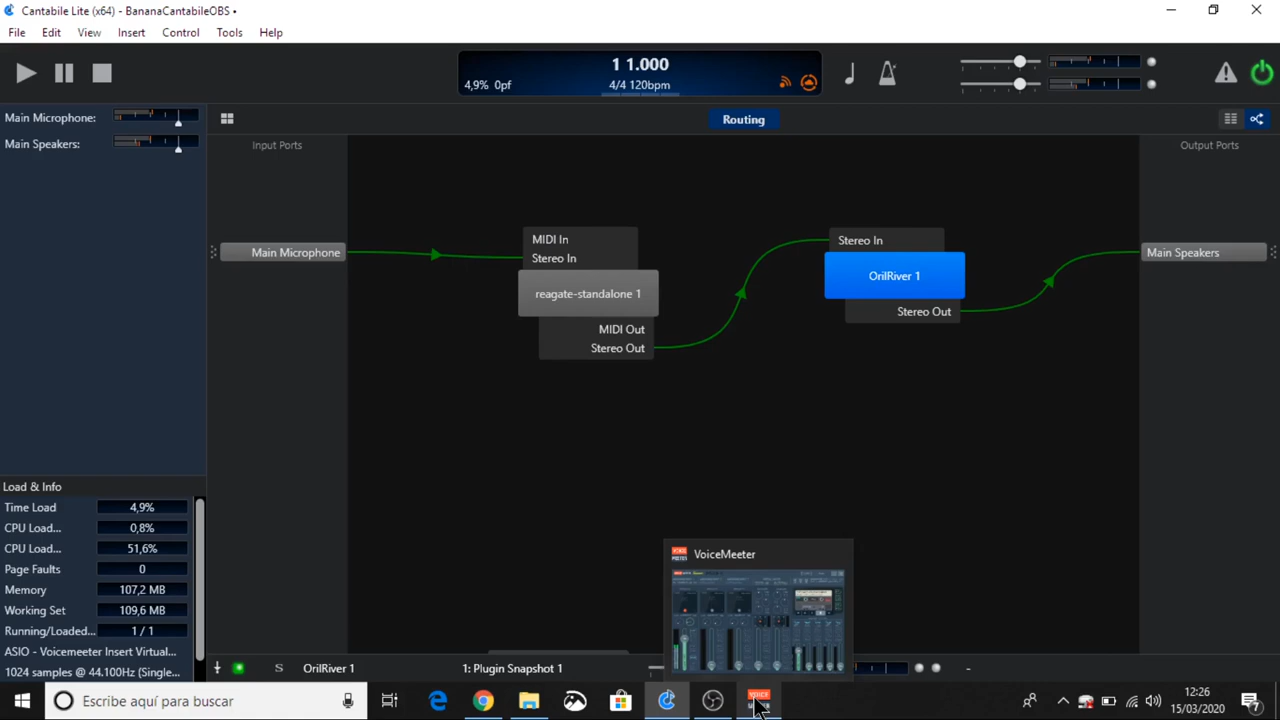 Cantabile Lite (x64) - BananaCantabileOBS •
File Edit View Insert Control Tools Help
1 1.000
4,9% 0pf 4/4 120bpm
Main Microphone:
Main Speakers:
Routing
Input Ports
Output Ports
Main Microphone
MIDI In
Stereo In
reagate-standalone 1
MIDI Out
Stereo Out
Stereo In
OrilRiver 1
Stereo Out
Main Speakers
Load & Info
Time Load 4,9%
CPU Load... 0,8%
CPU Load... 51,6%
Page Faults 0
Memory 107,2 MB
Working Set 109,6 MB
Running/Loaded... 1 / 1
ASIO - Voicemeeter Insert Virtual...
1024 samples @ 44.100Hz (Single...
VoiceMeeter
S OrilRiver 1 1: Plugin Snapshot 1 -
Escribe aquí para buscar
VOICE
12:26
15/03/2020
7